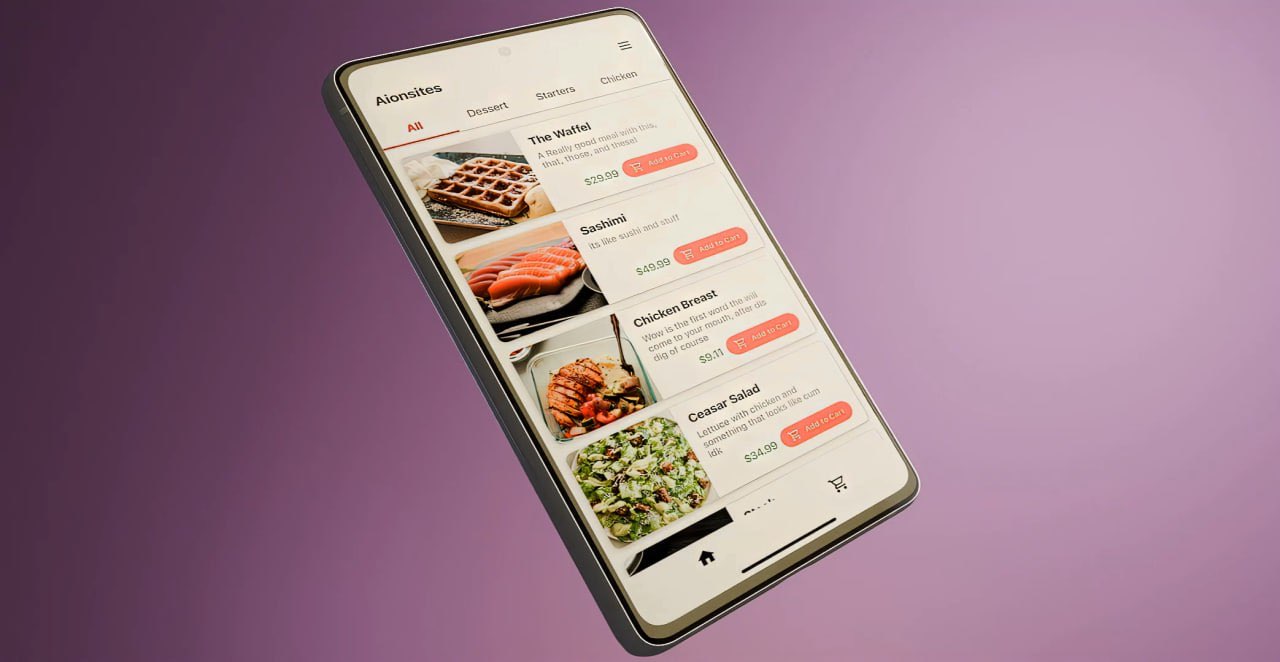 Aionsites
All Dessert Starters Chicken
The Waffel
A Really good meal with this,
that, those, and these!
$29.99 Add to Cart
Sashimi
its like sushi and stuff
$49.99 Add to Cart
Chicken Breast
Wow is the first word the will
come to your mouth, after dis
dig of course
$9.11 Add to Cart
Ceasar Salad
Lettuce with chicken and
something that looks like cum
idk
$34.99 Add to Cart